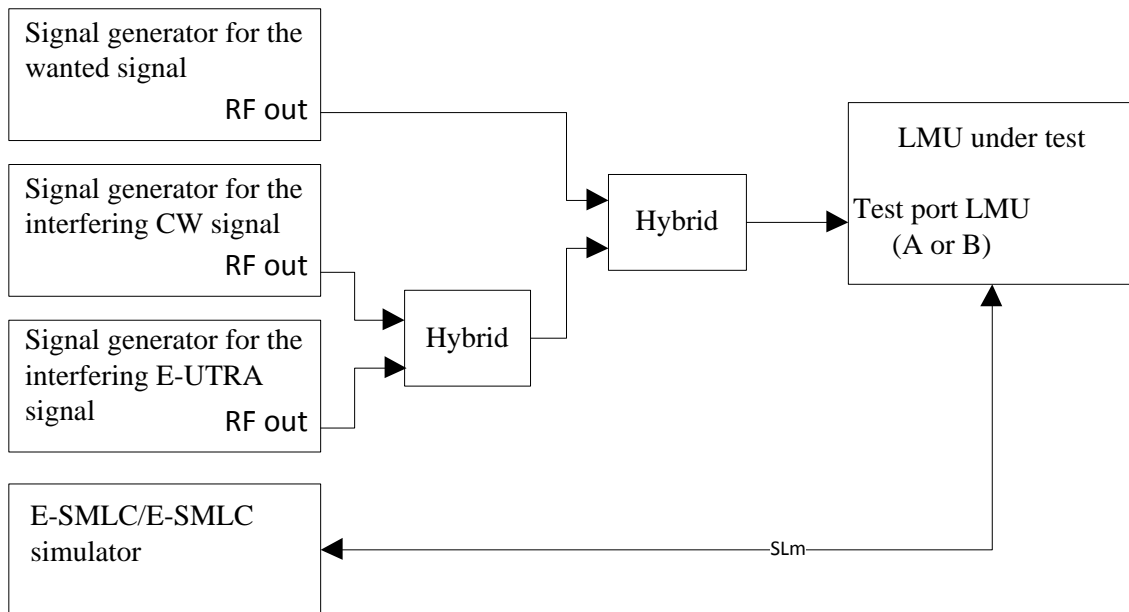 Signal generator for the
wanted signal
RF out
Signal generator for the
interfering CW signal
RF out
Signal generator for the
interfering E-UTRA
signal
RF out
Hybrid
Hybrid
LMU under test
Test port LMU
(A or B)
E-SMLC/E-SMLC
simulator
SLm